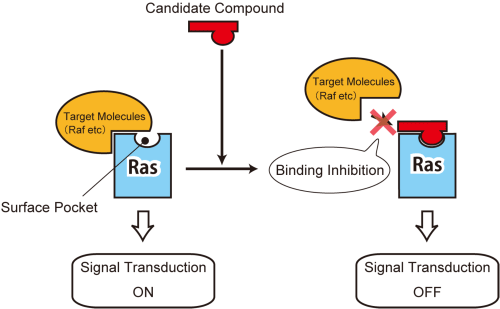 Candidate Compound
Target Molecules
（Raf etc）
Ras
Surface Pocket
Signal Transduction
ON
Target Molecules
（Raf etc）
Binding Inhibition
Ras
Signal Transduction
OFF